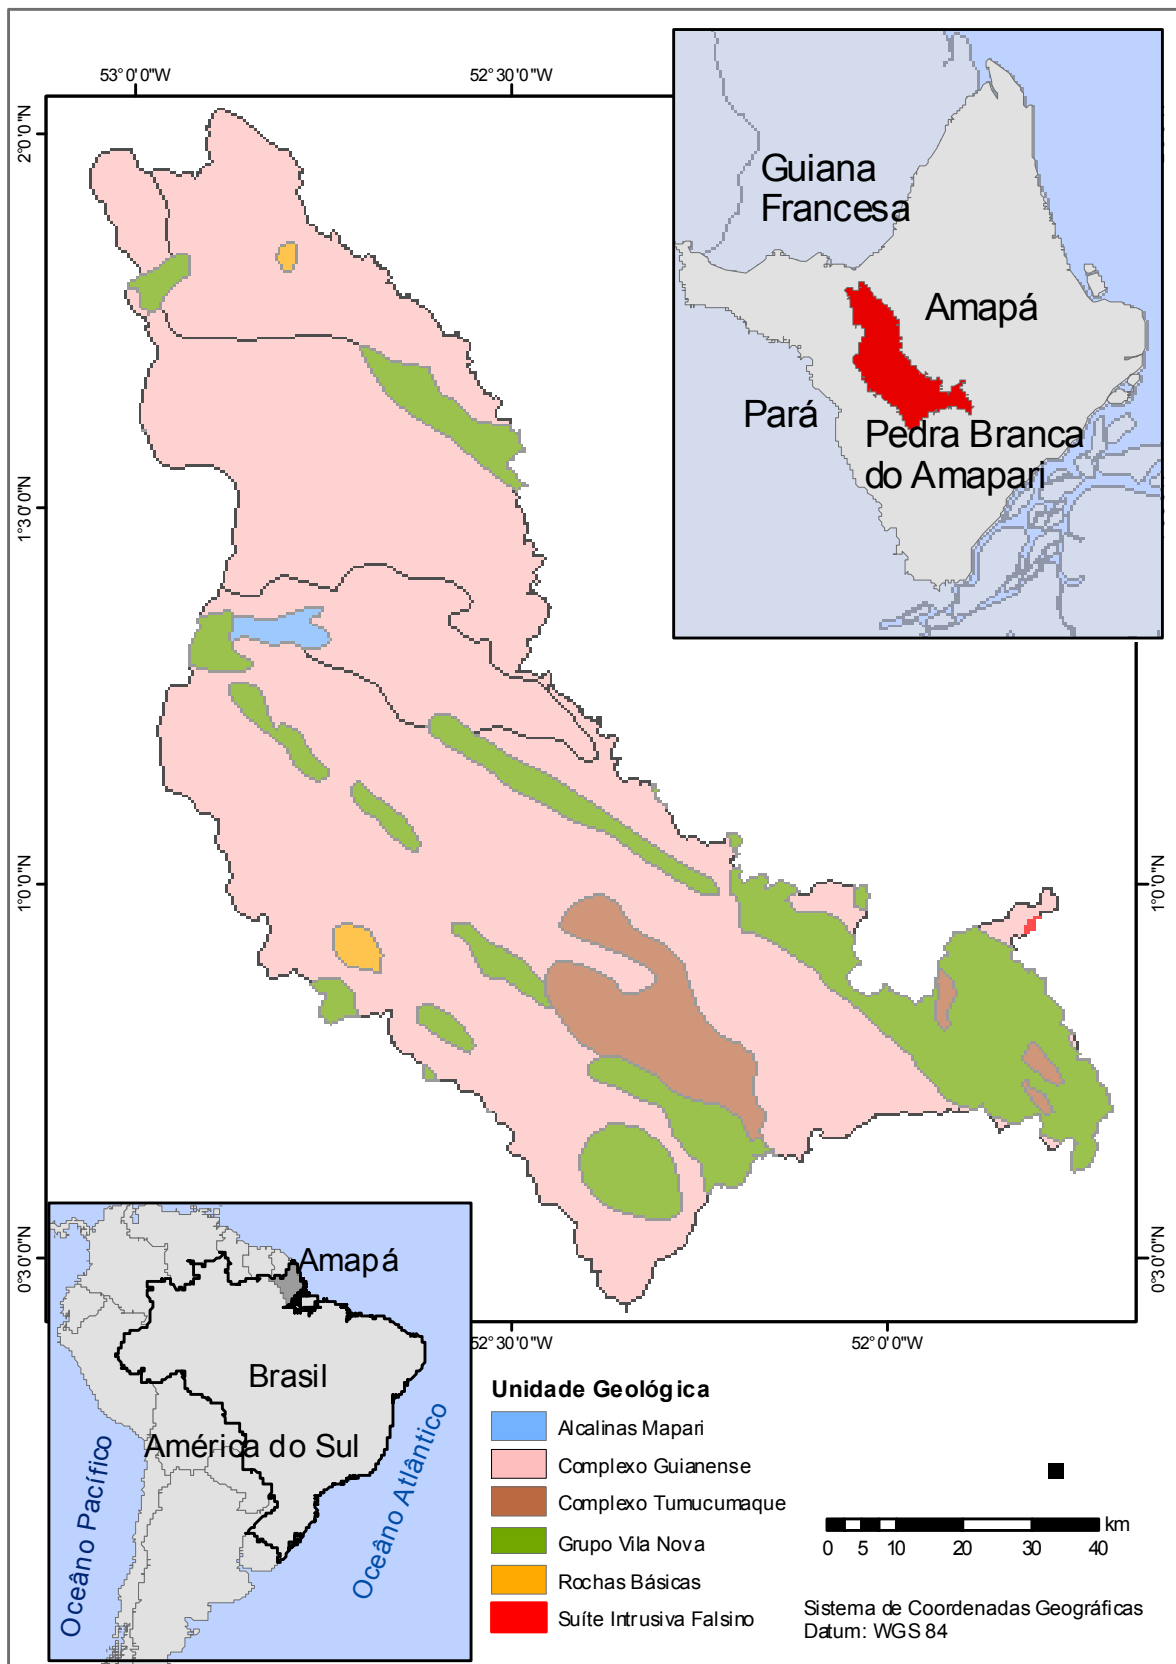 53°0'0"W
52°30'0"W
2°0'0"N
1°30'0"N
1°0'0"N
0°30'0"N
1°0'0"N
0°30'0"N
52°30'0"W
52°0'0"W
Guiana
Francesa
Amapá
Pará
Pedra Branca
do Amapari
Amapá
Brasil
América do Sul
Oceâno Pacífico
Oceâno Atlântico
Unidade Geológica
Alcalinas Mapari
Complexo Guianense
Complexo Tumucumaque
Grupo Vila Nova
Rochas Básicas
Suíte Intrusiva Falsino
km
0 5 10 20 30 40
Sistema de Coordenadas Geográficas
Datum: WGS 84